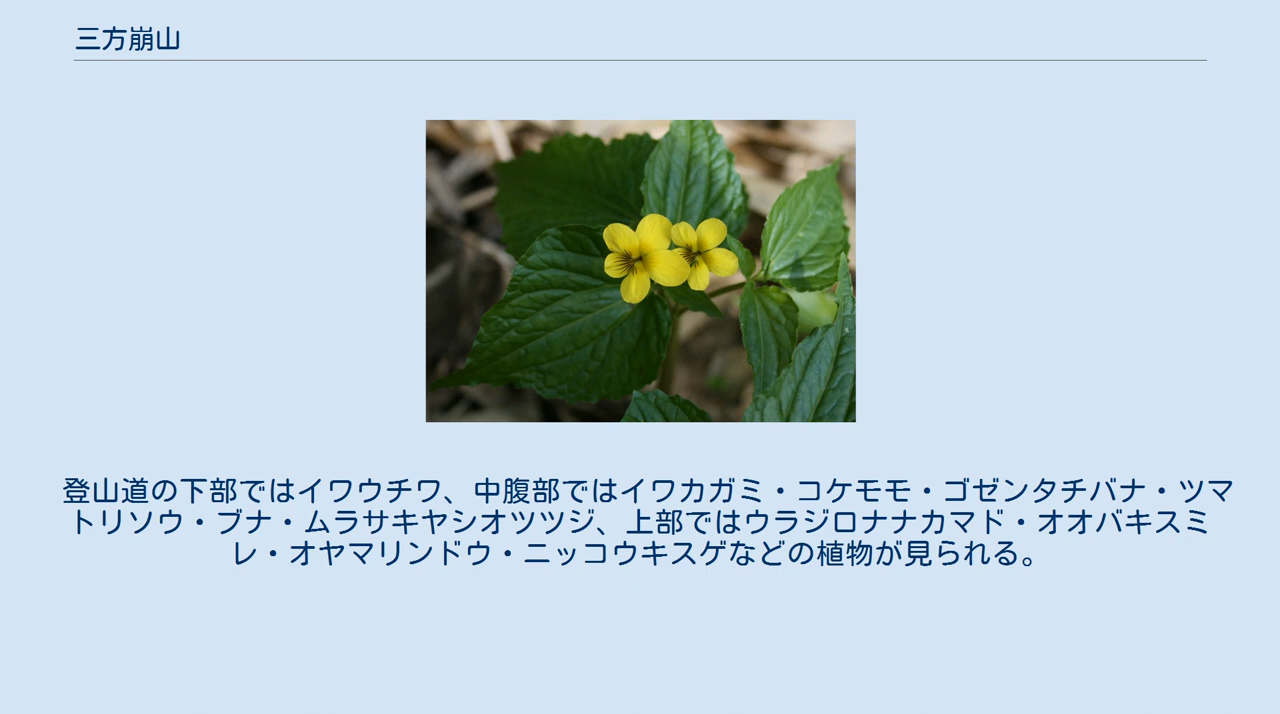 三方崩山
登山道の下部ではイワウチワ、中腹部ではイワカガミ・コケモモ・ゴゼンタチバナ・ツマ
トリソウ・ブナ・ムラサキヤシオツツジ、上部ではウラジロナナカマド・オオバキスミ
レ・オヤマリンドウ・ニッコウキスゲなどの植物が見られる。